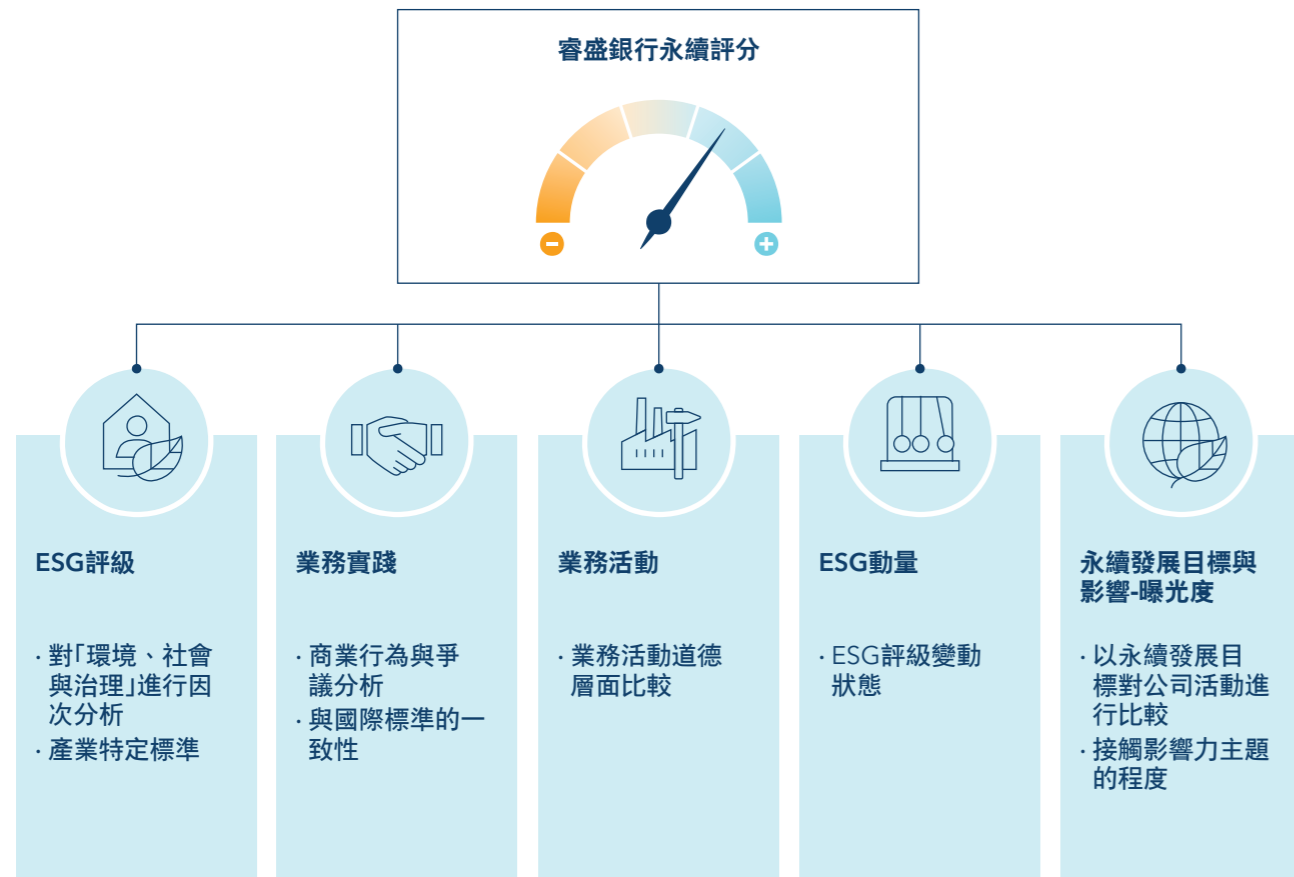 睿盛銀行永續評分
ESG評級
· 對「環境、社會
與治理」進行因
次分析
· 產業特定標準
業務實踐
· 商業行為與爭
議分析
· 與國際標準的一
致性
業務活動
· 業務活動道德
層面比較
ESG動量
· ESG評級變動
狀態
永續發展目標與
影響-曝光度
· 以永續發展目
標對公司活動進
行比較
· 接觸影響力主題
的程度